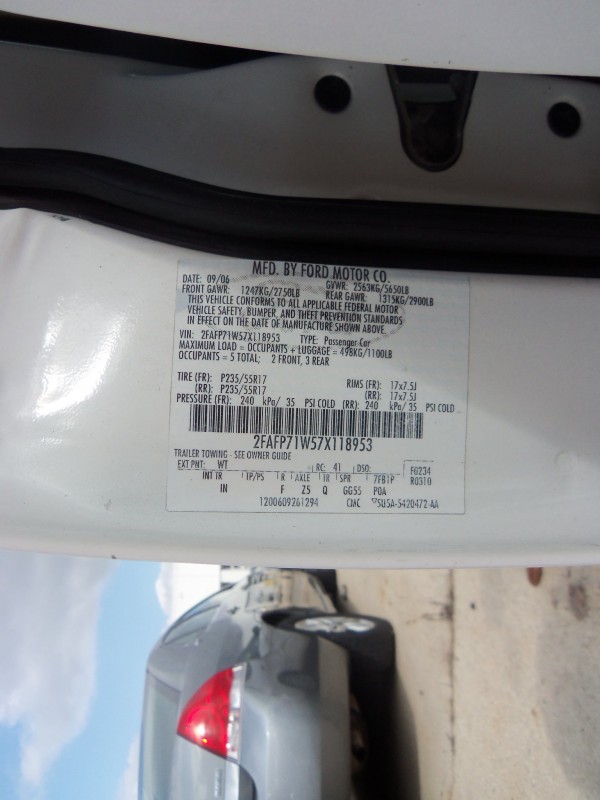 MFD. BY FORD MOTOR CO.
DATE: 09/06 GVWR: 2563KG/5650LB
FRONT GAWR: 1247KG/2750LB REAR GAWR: 1315KG/2900LB
THIS VEHICLE CONFORMS TO ALL APPLICABLE FEDERAL MOTOR
VEHICLE SAFETY, BUMPER, AND THEFT PREVENTION STANDARDS
IN EFFECT ON THE DATE OF MANUFACTURE SHOWN ABOVE.
VIN: 2FAFP71W57X118953 TYPE: Passenger Car
MAXIMUM LOAD = OCCUPANTS + LUGGAGE = 498KG/1100LB
OCCUPANTS = 5 TOTAL; 2 FRONT, 3 REAR
TIRE (FR): P235/55R17 RIMS (FR): 17x7.5J
(RR): P235/55R17 (RR): 17x7.5J
PRESSURE (FR): 240 kPa/ 35 PSI COLD (RR): 240 kPa/ 35 PSI COLD
2FAFP71W57X118953
TRAILER TOWING - SEE OWNER GUIDE
EXT PNT: WT RC: 41 DSO: F0234
INT IR TP/PS R AXLE TR SPR 7FB1P R0310
IN F Z5 Q GG55 POA
1200609261294 CMC 5U5A-5420472-AA